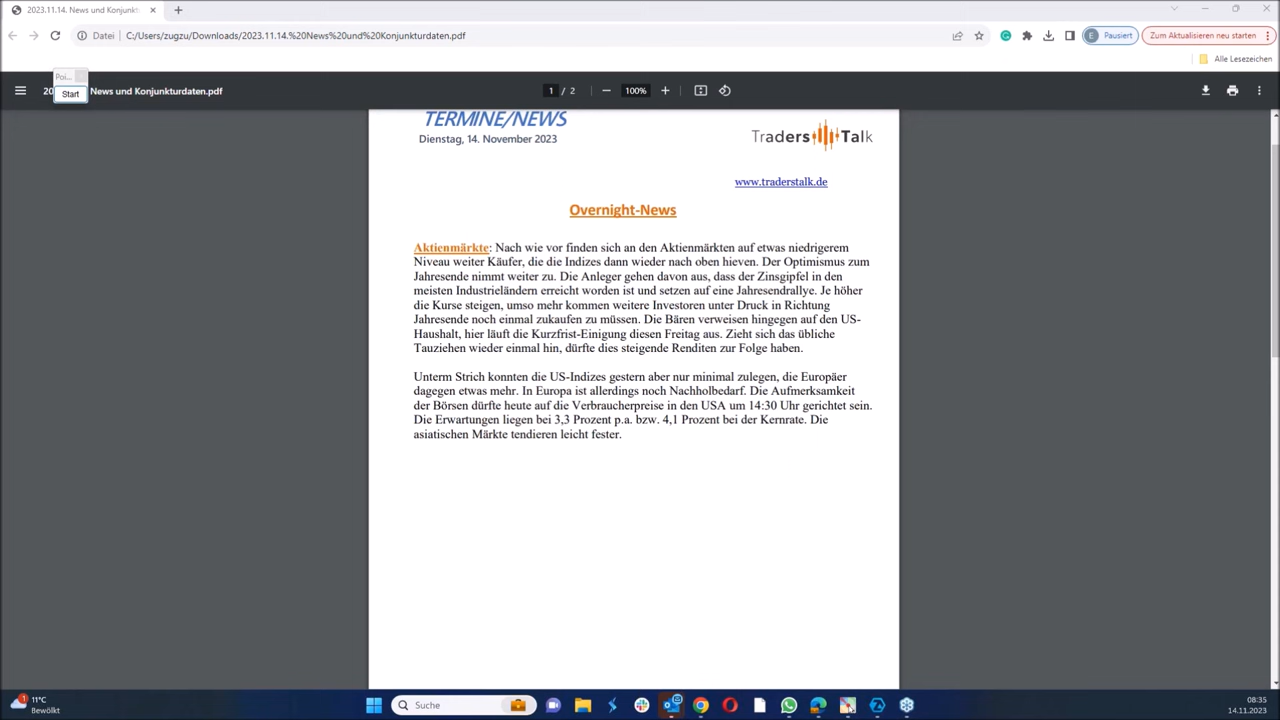 2023.11.14. News und Konjunkt
Datei
C:/Users/zugzu/Downloads/2023.11.14.%20News%20und%20Konjunkturdaten.pdf
E
Pausiert
Zum Aktualisieren neu starten
Alle Lesezeichen
Poi...
Start
20
News und Konjunkturdaten.pdf
1 / 2
100%
TERMINE/NEWS
Dienstag, 14. November 2023
Traders Talk
www.traderstalk.de
Overnight-News
Aktienmärkte: Nach wie vor finden sich an den Aktienmärkten auf etwas niedrigerem
Niveau weiter Käufer, die die Indizes dann wieder nach oben hieven. Der Optimismus zum
Jahresende nimmt weiter zu. Die Anleger gehen davon aus, dass der Zinsgipfel in den
meisten Industrieländern erreicht worden ist und setzen auf eine Jahresendrallye. Je höher
die Kurse steigen, umso mehr kommen weitere Investoren unter Druck in Richtung
Jahresende noch einmal zukaufen zu müssen. Die Bären verweisen hingegen auf den US-
Haushalt, hier läuft die Kurzfrist-Einigung diesen Freitag aus. Zieht sich das übliche
Tauziehen wieder einmal hin, dürfte dies steigende Renditen zur Folge haben.
Unterm Strich konnten die US-Indizes gestern aber nur minimal zulegen, die Europäer
dagegen etwas mehr. In Europa ist allerdings noch Nachholbedarf. Die Aufmerksamkeit
der Börsen dürfte heute auf die Verbraucherpreise in den USA um 14:30 Uhr gerichtet sein.
Die Erwartungen liegen bei 3,3 Prozent p.a. bzw. 4,1 Prozent bei der Kernrate. Die
asiatischen Märkte tendieren leicht fester.
1
11°C
Bewölkt
Suche
08:35
14.11.2023